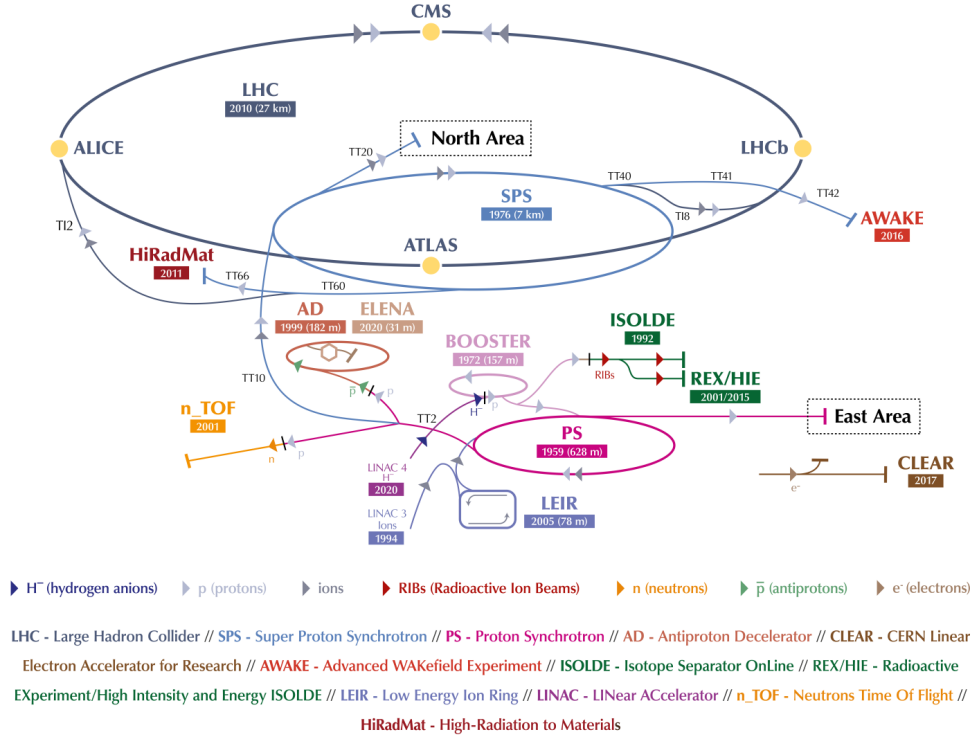 CMS
LHC
2010 (27 km)
North Area
TT20
ALICE
LHCb
TT40
TT41
SPS
1976 (7 km)
TT42
TI8
AWAKE
2016
TI2
ATLAS
HiRadMat
2011
TT66
TT60
AD
1999 (182 m)
ELENA
2020 (31 m)
ISOLDE
1992
BOOSTER
1972 (157 m)
RIBs
REX/HIE
2001/2015
TT10
p̅
p
n_TOF
2001
TT2
H⁻
p
East Area
n
p
PS
1959 (628 m)
LINAC 4
H⁻
2020
CLEAR
2017
e⁻
LINAC 3
Ions
1994
LEIR
2005 (78 m)
H⁻ (hydrogen anions)
p (protons)
ions
RIBs (Radioactive Ion Beams)
n (neutrons)
p̅ (antiprotons)
e⁻ (electrons)
LHC - Large Hadron Collider // SPS - Super Proton Synchrotron // PS - Proton Synchrotron // AD - Antiproton Decelerator // CLEAR - CERN Linear
Electron Accelerator for Research // AWAKE - Advanced WAKefield Experiment // ISOLDE - Isotope Separator OnLine // REX/HIE - Radioactive
EXperiment/High Intensity and Energy ISOLDE // LEIR - Low Energy Ion Ring // LINAC - LINear ACcelerator // n_TOF - Neutrons Time Of Flight //
HiRadMat - High-Radiation to Materials